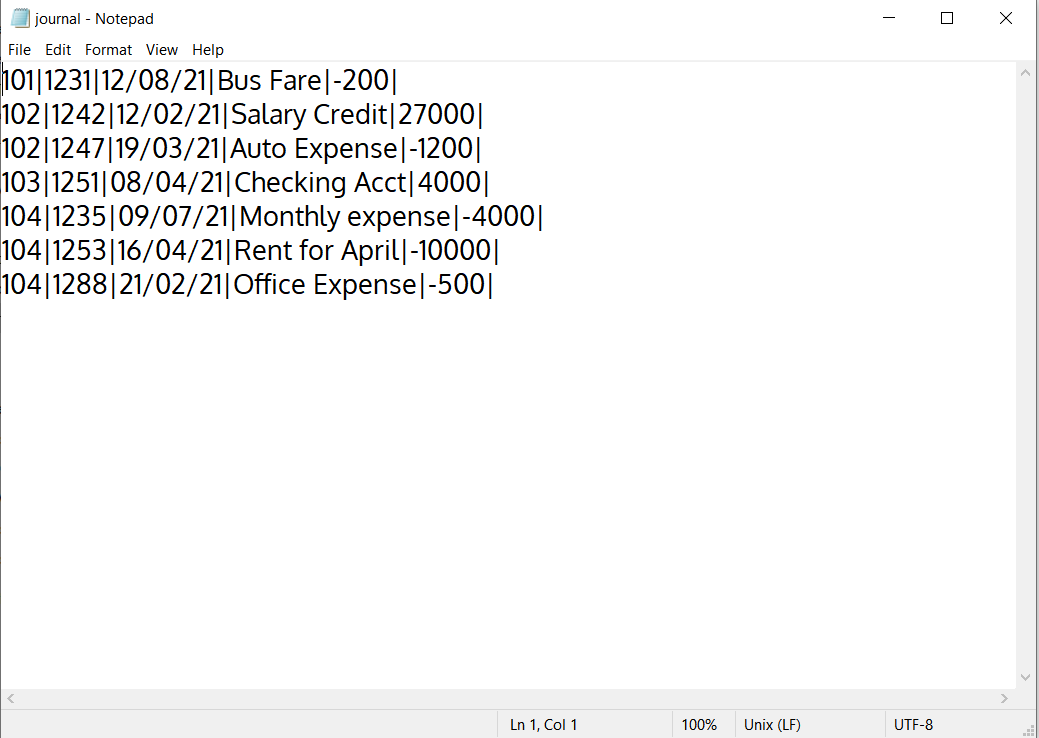 journal - Notepad
File Edit Format View Help
101|1231|12/08/21|Bus Fare|-200|
102|1242|12/02/21|Salary Credit|27000|
102|1247|19/03/21|Auto Expense|-1200|
103|1251|08/04/21|Checking Acct|4000|
104|1235|09/07/21|Monthly expense|-4000|
104|1253|16/04/21|Rent for April|-10000|
104|1288|21/02/21|Office Expense|-500|
Ln 1, Col 1 100% Unix (LF) UTF-8